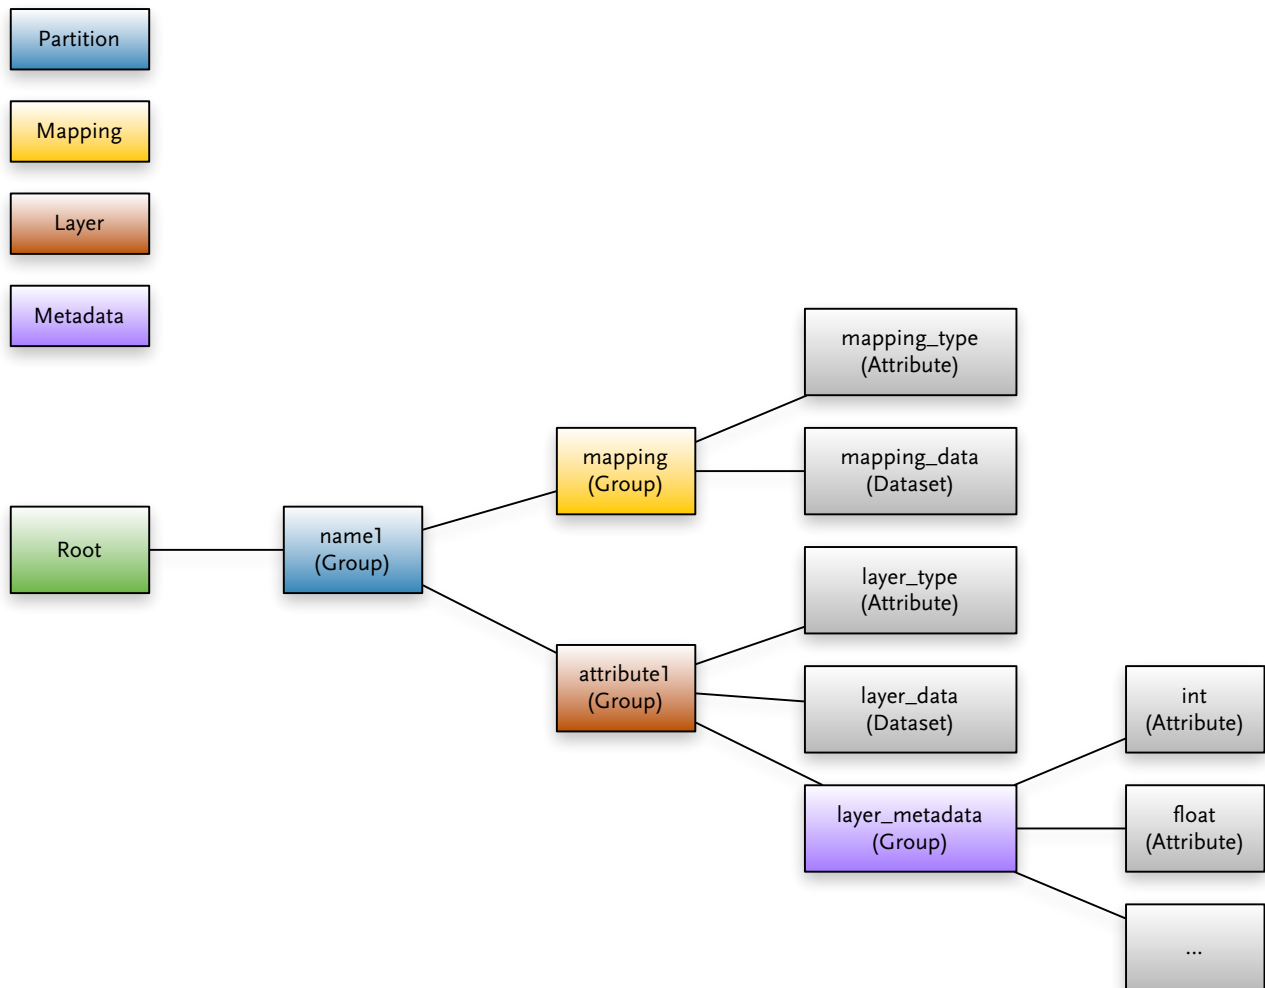 Partition
Mapping
Layer
Metadata
mapping_type
(Attribute)
mapping
(Group)
mapping_data
(Dataset)
Root
name1
(Group)
layer_type
(Attribute)
attribute1
(Group)
layer_data
(Dataset)
int
(Attribute)
layer_metadata
(Group)
float
(Attribute)
...